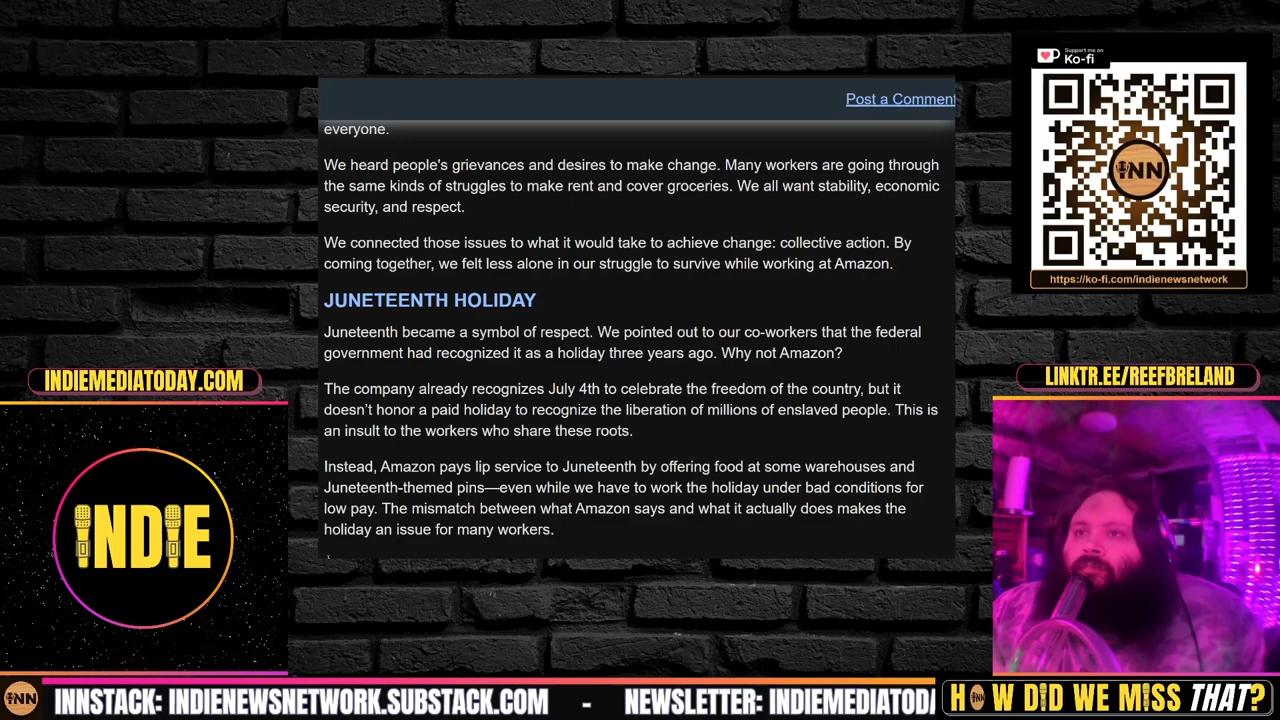 Support me on
Ko-fi
iNN
https://ko-fi.com/indienewsnetwork
Post a Comment
everyone.
We heard people's grievances and desires to make change. Many workers are going through
the same kinds of struggles to make rent and cover groceries. We all want stability, economic
security, and respect.
We connected those issues to what it would take to achieve change: collective action. By
coming together, we felt less alone in our struggle to survive while working at Amazon.
JUNETEENTH HOLIDAY
Juneteenth became a symbol of respect. We pointed out to our co-workers that the federal
government had recognized it as a holiday three years ago. Why not Amazon?
The company already recognizes July 4th to celebrate the freedom of the country, but it
doesn't honor a paid holiday to recognize the liberation of millions of enslaved people. This is
an insult to the workers who share these roots.
Instead, Amazon pays lip service to Juneteenth by offering food at some warehouses and
Juneteenth-themed pins—even while we have to work the holiday under bad conditions for
low pay. The mismatch between what Amazon says and what it actually does makes the
holiday an issue for many workers.
INDIEMEDIATODAY.COM
INDIE
LINKTR.EE/REEFBRELAND
iNN
INNSTACK: INDIENEWSNETWORK.SUBSTACK.COM - NEWSLETTER: INDIEMEDIATODA
HOW DID WE MISS THAT?